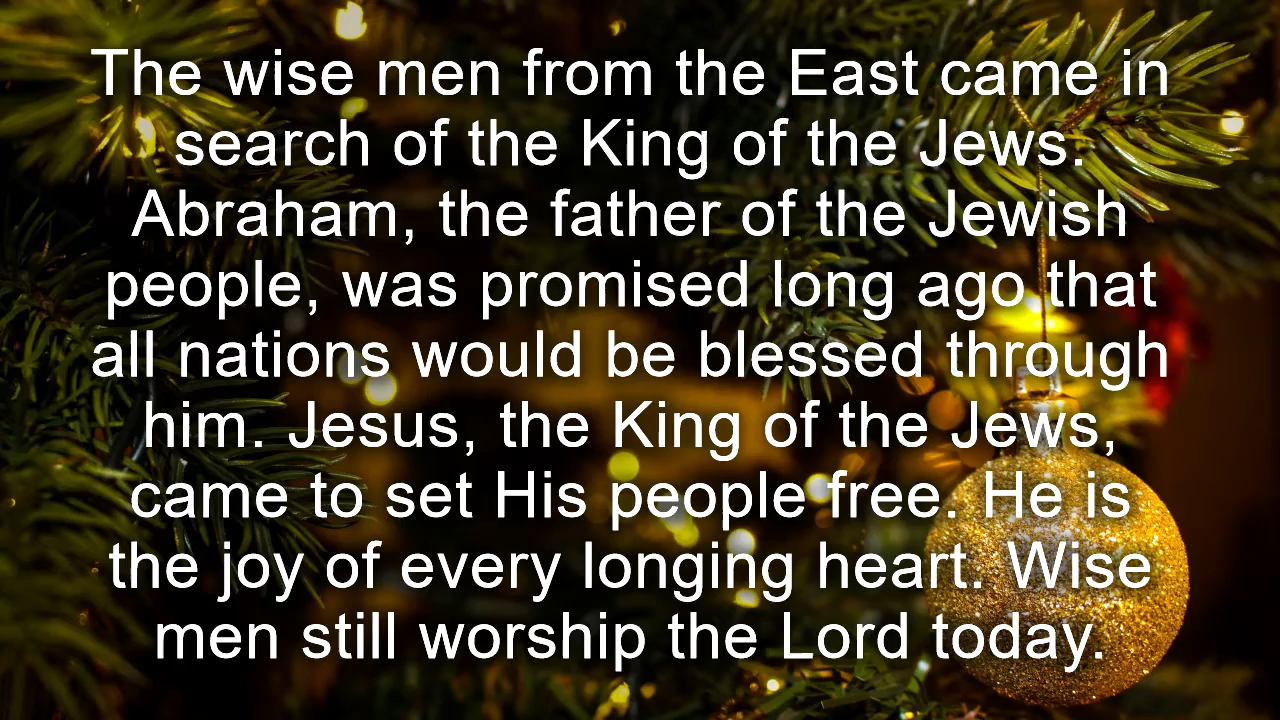 The wise men from the East came in
search of the King of the Jews.
Abraham, the father of the Jewish
people, was promised long ago that
all nations would be blessed through
him. Jesus, the King of the Jews,
came to set His people free. He is
the joy of every longing heart. Wise
men still worship the Lord today.